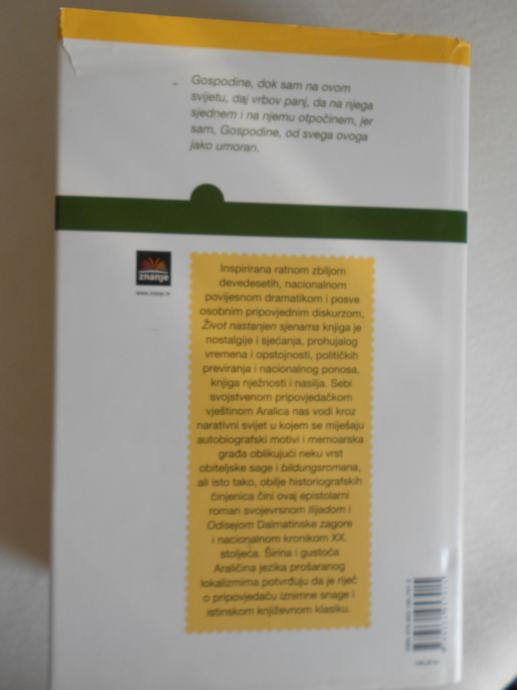 Gospodine, dok sam na ovom
svijetu, daj vrbov panj, da na njega
sjednem i na njemu otpočinem, jer
sam, Gospodine, od svega ovoga
jako umoran.
znanje
www.znanje.hr
Inspirirana ratnom zbiljom
devedesetih, nacionalnom
povijesnom dramatikom i posve
osobnim pripovjednim diskurzom,
Život nastanjen sjenama knjiga je
nostalgije i sjećanja, prohujalog
vremena i opstojnosti, političkih
previranja i nacionalnog ponosa,
knjiga nježnosti i nasilja. Sebi
svojstvenom pripovjedačkom
vještinom Aralica nas vodi kroz
narativni svijet u kojem se miješaju
autobiografski motivi i memoarska
građa oblikujući neku vrst
obiteljske sage i bildungsromana,
ali isto tako, obilje historiografskih
činjenica čini ovaj epistolarni
roman svojevrsnom Ilijadom i
Odisejom Dalmatinske zagore
i nacionalnom kronikom XX.
stoljeća. Širina i gustoća
Araličina jezika prošaranog
lokalizmima potvrđuju da je riječ
o pripovjedaču iznimne snage i
istinskom književnom klasiku.